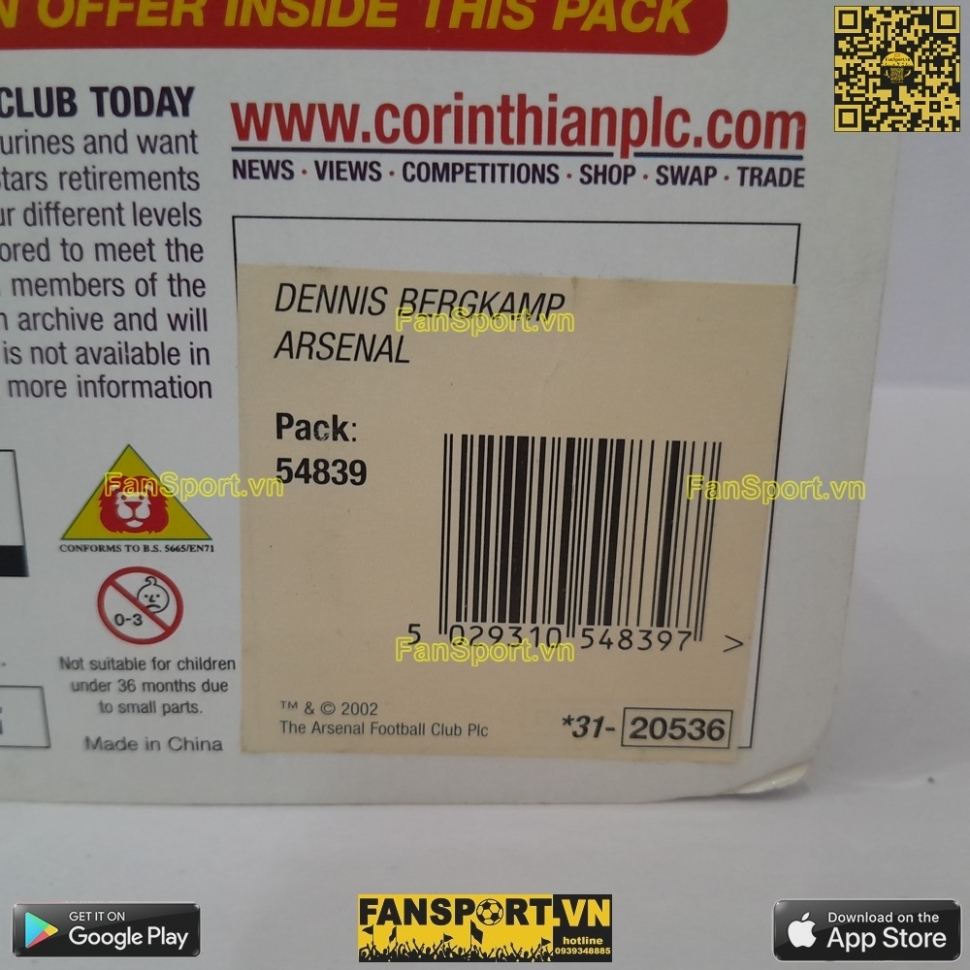 N OFFER INSIDE THIS PACK
CLUB TODAY
urines and want
tars retirements
ur different levels
ored to meet the
members of the
n archive and will
is not available in
more information
www.corinthianplc.com
NEWS · VIEWS · COMPETITIONS · SHOP · SWAP · TRADE
DENNIS BERGKAMP
FanSport.vn
ARSENAL
Pack:
54839
FanSport.vn
FanSport.vn
CONFORMS TO B.S. 5665/EN71
0-3
Not suitable for children
under 36 months due
to small parts.
Made in China
5 029310 548397 >
FanSport.vn
™ & © 2002
The Arsenal Football Club Plc
*31- 20536
GET IT ON
Google Play
FANSPORT.VN
hotline
0939348885
Download on the
App Store